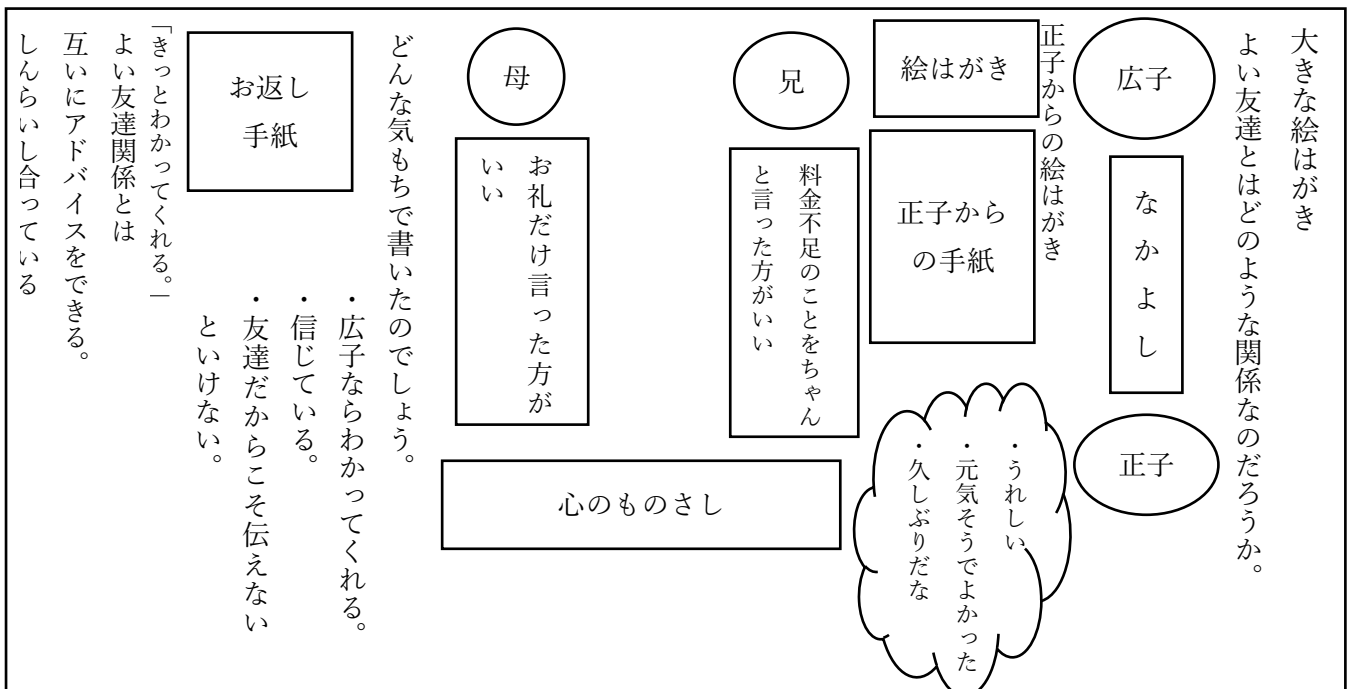 大きな絵はがき
よい友達とはどのような関係なのだろうか。
広子
なかよし
正子
正子からの絵はがき
絵はがき
正子から
の手紙
・うれしい
・元気そうでよかった
・久しぶりだな
兄
料金不足のことをちゃん
と言った方がいい
母
お礼だけ言った方が
いい
心のものさし
どんな気もちで書いたのでしょう。
お返し
手紙
・広子ならわかってくれる。
・信じている。
・友達だからこそ伝えない
といけない。
「きっとわかってくれる。」
よい友達関係とは
互いにアドバイスをできる。
しんらいし合っている